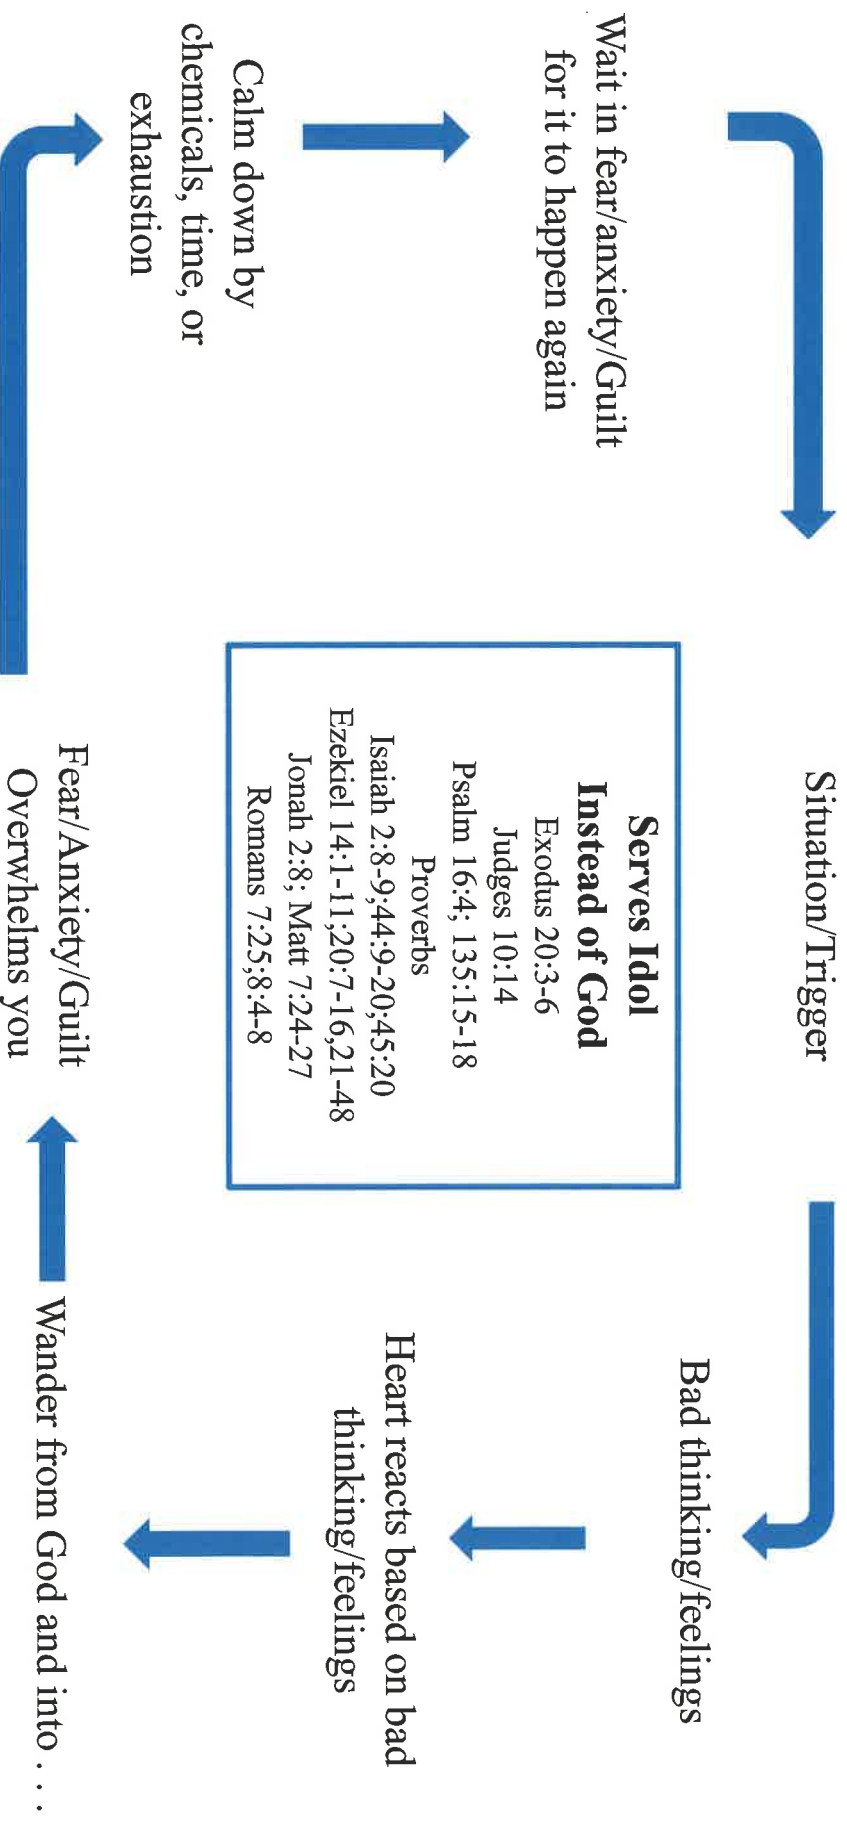 Situation/Trigger
Bad thinking/feelings
Heart reacts based on bad
thinking/feelings
Wander from God and into . . .
Fear/Anxiety/Guilt
Overwhelms you
Calm down by
chemicals, time, or
exhaustion
Wait in fear/anxiety/Guilt
for it to happen again
Serves Idol
Instead of God
Exodus 20:3-6
Judges 10:14
Psalm 16:4; 135:15-18
Proverbs
Isaiah 2:8-9;44:9-20;45:20
Ezekiel 14:1-11;20:7-16,21-48
Jonah 2:8; Matt 7:24-27
Romans 7:25;8:4-8